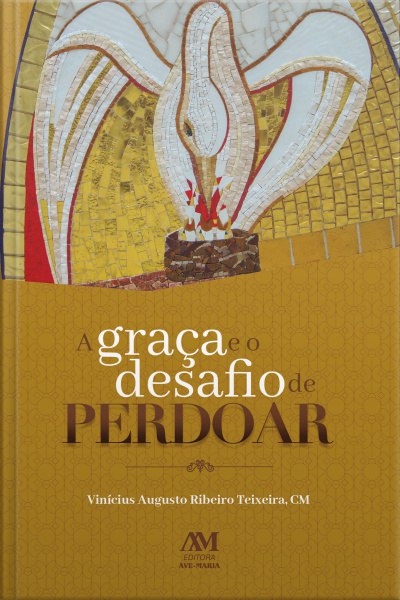 A graça e o
desafio de
PERDOAR
Vinícius Augusto Ribeiro Teixeira, CM
AM
EDITORA
AVE-MARIA